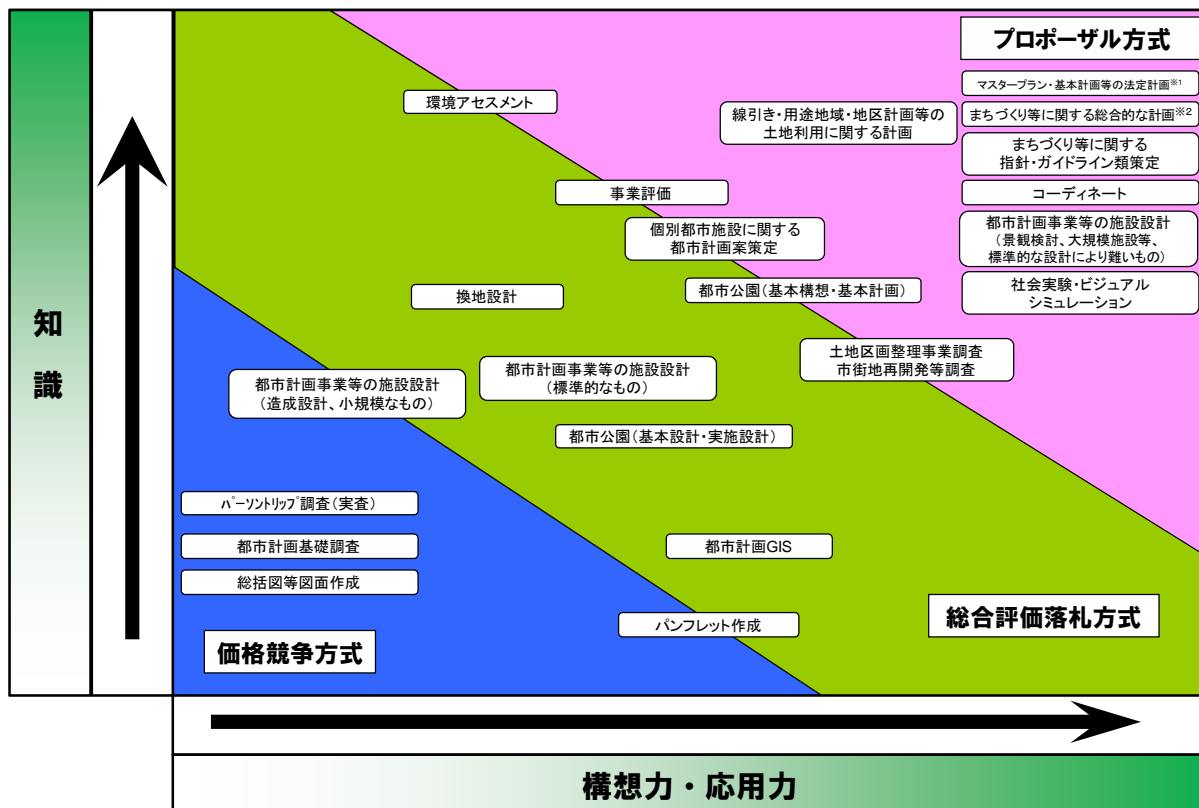 プロポーザル方式
マスタープラン・基本計画等の法定計画※1
環境アセスメント
線引き・用途地域・地区計画等の
土地利用に関する計画
まちづくり等に関する総合的な計画※2
まちづくり等に関する
指針・ガイドライン類策定
事業評価
コーディネート
個別都市施設に関する
都市計画案策定
都市計画事業等の施設設計
(景観検討、大規模施設等、
標準的な設計により難いもの)
換地設計
都市公園(基本構想・基本計画)
社会実験・ビジュアル
シミュレーション
知
識
土地区画整理事業調査
市街地再開発等調査
都市計画事業等の施設設計
(造成設計、小規模なもの)
都市計画事業等の施設設計
(標準的なもの)
都市公園(基本設計・実施設計)
パーソントリップ調査(実査)
都市計画基礎調査
都市計画GIS
総括図等図面作成
パンフレット作成
総合評価落札方式
価格競争方式
構想力・応用力